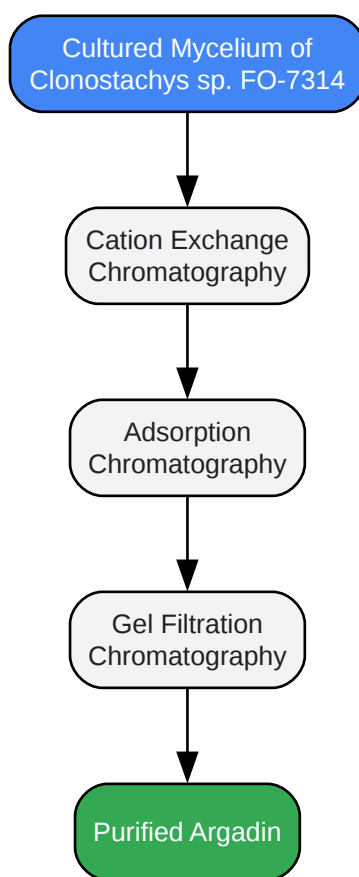 Cultured Mycelium of
Clonostachys sp. FO-7314
Cation Exchange
Chromatography
Adsorption
Chromatography
Gel Filtration
Chromatography
Purified Argadin